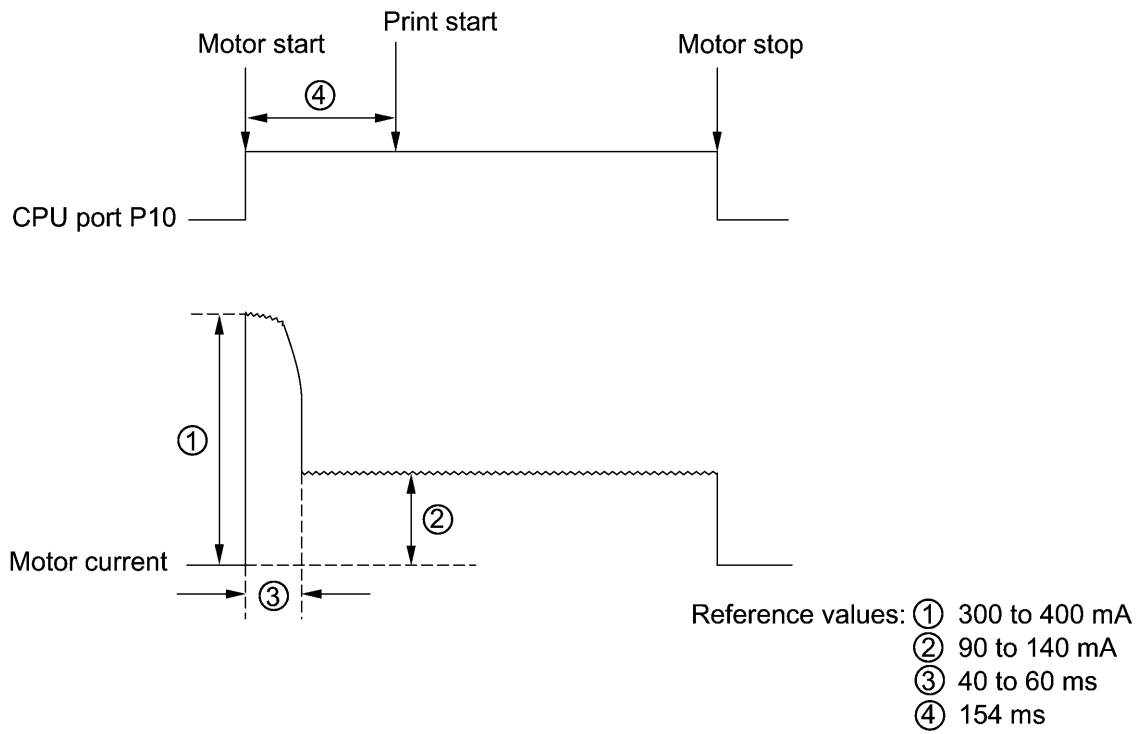 Print start
Motor start
Motor stop
④
CPU port P10
①
②
Motor current
③
Reference values: ① 300 to 400 mA
② 90 to 140 mA
③ 40 to 60 ms
④ 154 ms